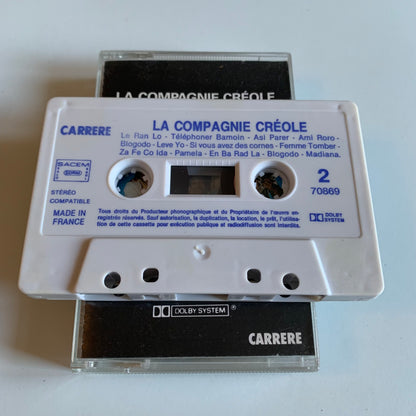 LA COMPAGNIE CRÉOLE
CARRERE
LA COMPAGNIE CRÉOLE
Le Ran Lo - Téléphoner Bamoin - Asi Parer - Ami Roro -
Blogodo - Leve Yo - Si vous avez des cornes - Femme Tomber -
Za Fe Co Ida - Pamela - En Ba Rad La - Blogodo - Madiana.
SACEM
STÉRÉO
COMPATIBLE
MADE IN
FRANCE
2
70869
Tous droits du Producteur phonographique et du Propriétaire de l'œuvre en-
registrée réservés. Sauf autorisation, la duplication, la location, le prêt, l'utilisa-
tion de cette cassette pour exécution publique et radiodiffusion sont interdits.
DOLBY
SYSTEM
DOLBY SYSTEM ®
CARRERE